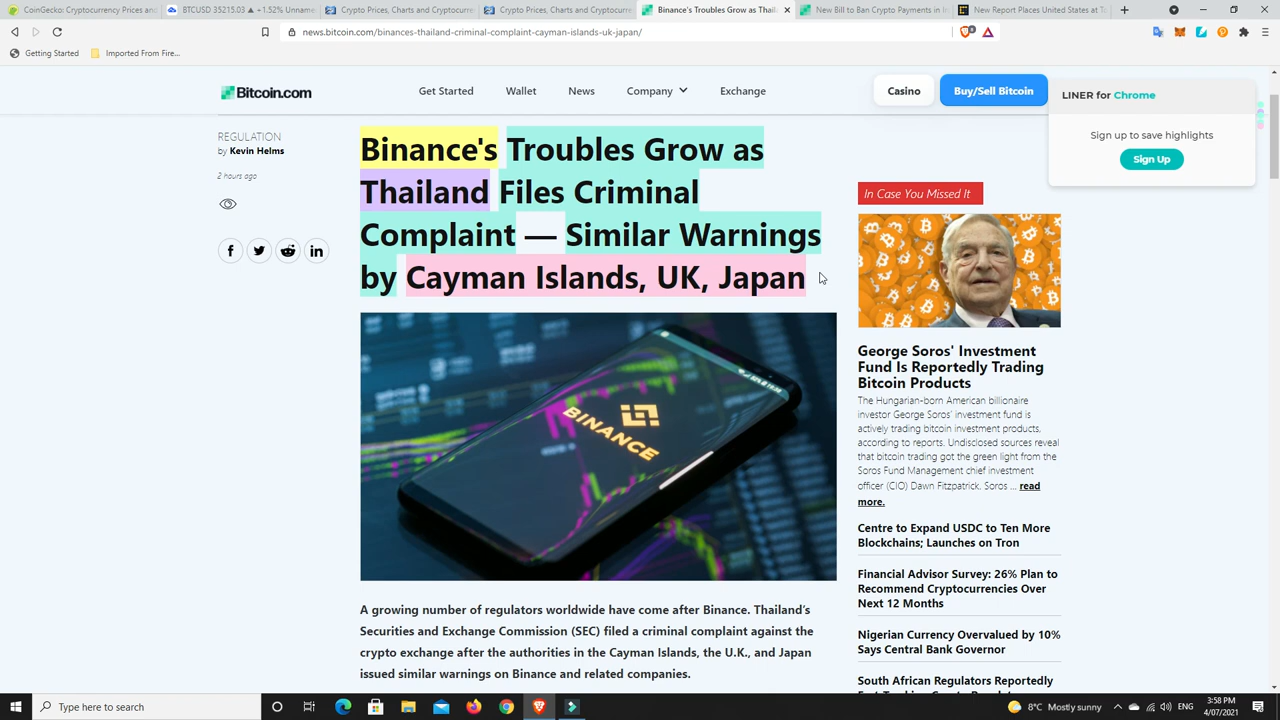 CoinGecko: Cryptocurrency Prices and
BTCUSD 35215.03 ▲ +1.52% Unname
Crypto Prices, Charts and Cryptocurre
Crypto Prices, Charts and Cryptocurre
Binance's Troubles Grow as Thail
New Bill to Ban Crypto Payments in
New Report Places United States at T
news.bitcoin.com/binances-thailand-criminal-complaint-cayman-islands-uk-japan/
Getting Started
Imported From Fire...
Bitcoin.com
Get Started
Wallet
News
Company
Exchange
Casino
Buy/Sell Bitcoin
LINER for Chrome
Sign up to save highlights
Sign Up
REGULATION
by Kevin Helms
2 hours ago
Binance's Troubles Grow as
Thailand Files Criminal
Complaint — Similar Warnings
by Cayman Islands, UK, Japan
BINANCE
A growing number of regulators worldwide have come after Binance. Thailand's
Securities and Exchange Commission (SEC) filed a criminal complaint against the
crypto exchange after the authorities in the Cayman Islands, the U.K., and Japan
issued similar warnings on Binance and related companies.
In Case You Missed It
George Soros' Investment
Fund Is Reportedly Trading
Bitcoin Products
The Hungarian-born American billionaire
investor George Soros' investment fund is
actively trading bitcoin investment products,
according to reports. Undisclosed sources reveal
that bitcoin trading got the green light from the
Soros Fund Management chief investment
officer (CIO) Dawn Fitzpatrick. Soros ... read
more.
Centre to Expand USDC to Ten More
Blockchains; Launches on Tron
Financial Advisor Survey: 26% Plan to
Recommend Cryptocurrencies Over
Next 12 Months
Nigerian Currency Overvalued by 10%
Says Central Bank Governor
South African Regulators Reportedly
Type here to search
8°C Mostly sunny
ENG
3:58 PM
4/07/2021